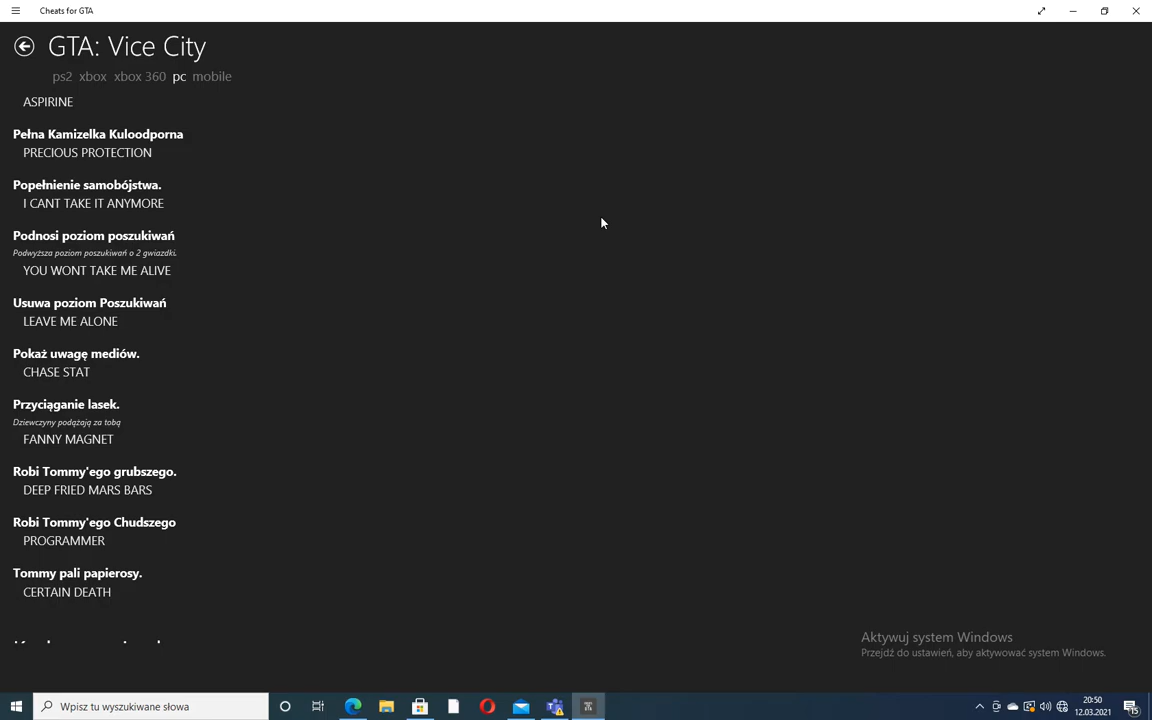 Cheats for GTA
GTA: Vice City
ps2 xbox xbox 360 pc mobile
ASPIRINE
Pełna Kamizelka Kuloodporna
PRECIOUS PROTECTION
Popełnienie samobójstwa.
I CANT TAKE IT ANYMORE
Podnosi poziom poszukiwań
Podwyższa poziom poszukiwań o 2 gwiazdki.
YOU WONT TAKE ME ALIVE
Usuwa poziom Poszukiwań
LEAVE ME ALONE
Pokaż uwagę mediów.
CHASE STAT
Przyciąganie lasek.
Dziewczyny podążają za tobą
FANNY MAGNET
Robi Tommy'ego grubszego.
DEEP FRIED MARS BARS
Robi Tommy'ego Chudszego
PROGRAMMER
Tommy pali papierosy.
CERTAIN DEATH
Aktywuj system Windows
Przejdź do ustawień, aby aktywować system Windows.
Wpisz tu wyszukiwane słowa
20:50
12.03.2021
15